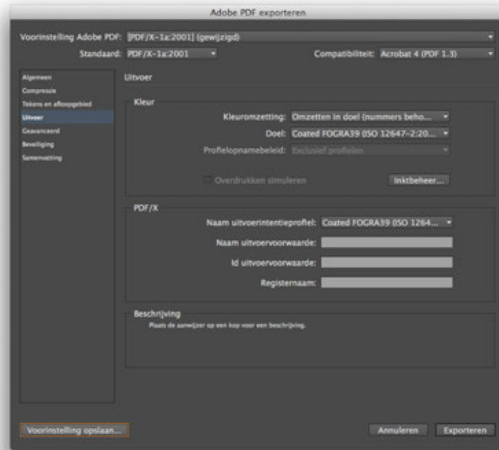 Adobe PDF exporteren
Voorinstelling Adobe PDF: [PDF/X-1a:2001] (gewijzigd)
Standaard: PDF/X-1a:2001 Compatibiliteit: Acrobat 4 (PDF 1.3)
Algemeen
Compressie
Tekens en afloopgebied
Uitvoer
Geavanceerd
Beveiliging
Samenvatting
Uitvoer
Kleur
Kleuromzetting: Omzetten in doel (nummers beho...
Doel: Coated FOGRA39 (ISO 12647-2:20...
Profielopnamebeleid: Exclusief profielen
Overdrukken simuleren Inktbeheer...
PDF/X
Naam uitvoerintentieprofiel: Coated FOGRA39 (ISO 1264...
Naam uitvoervoorwaarde:
Id uitvoervoorwaarde:
Registernaam:
Beschrijving
Plaats de aanwijzer op een kop voor een beschrijving.
Voorinstelling opslaan... Annuleren Exporteren